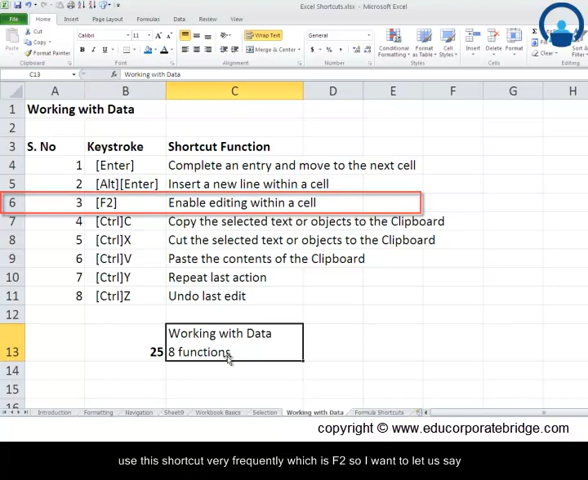 Excel Shortcuts.xlsx - Microsoft Excel
File Home Insert Page Layout Formulas Data Review View
Cut
Copy
Paste
Format Painter
Calibri 11 Wrap Text General
Merge & Center
Conditional Formatting Format as Table Cell Styles Insert Delete Format
Fill
Clear
Clipboard Font Alignment Number Styles Cells
C13 Working with Data
A B C D E F G H
1 Working with Data
2
3 S. No Keystroke Shortcut Function
4 1 [Enter] Complete an entry and move to the next cell
5 2 [Alt][Enter] Insert a new line within a cell
6 3 [F2] Enable editing within a cell
7 4 [Ctrl]C Copy the selected text or objects to the Clipboard
8 5 [Ctrl]X Cut the selected text or objects to the Clipboard
9 6 [Ctrl]V Paste the contents of the Clipboard
10 7 [Ctrl]Y Repeat last action
11 8 [Ctrl]Z Undo last edit
12
Working with Data
13 25 8 functions
14
15
16
Introduction Formatting Navigation Sheet9 Workbook Basics Selection Working with Data Formula Shortcuts
copyright © www.educorporatebridge.com
use this shortcut very frequently which is F2 so I want to let us say